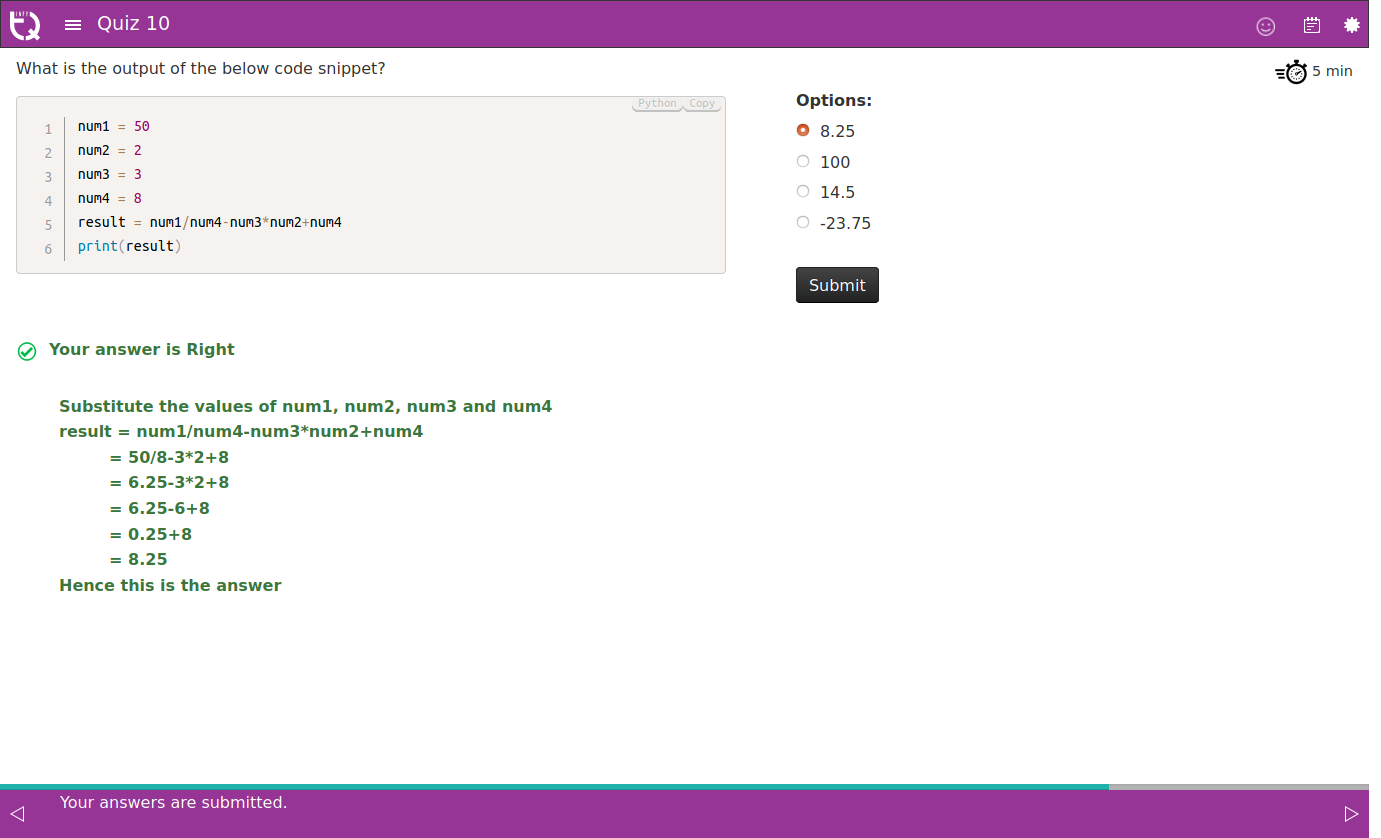 Quiz 10
What is the output of the below code snippet?
5 min
Python Copy
1 num1 = 50
2 num2 = 2
3 num3 = 3
4 num4 = 8
5 result = num1/num4-num3*num2+num4
6 print(result)
Options:
8.25
100
14.5
-23.75
Submit
Your answer is Right
Substitute the values of num1, num2, num3 and num4
result = num1/num4-num3*num2+num4
= 50/8-3*2+8
= 6.25-3*2+8
= 6.25-6+8
= 0.25+8
= 8.25
Hence this is the answer
Your answers are submitted.